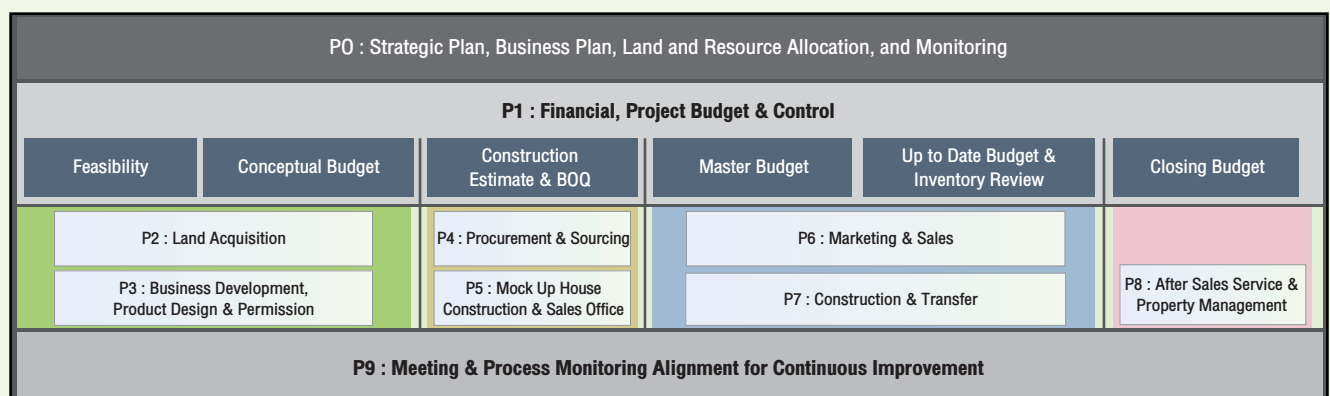 P0 : Strategic Plan, Business Plan, Land and Resource Allocation, and Monitoring
P1 : Financial, Project Budget & Control
Feasibility
Conceptual Budget
Construction
Estimate & BOQ
Master Budget
Up to Date Budget &
Inventory Review
Closing Budget
P2 : Land Acquisition
P3 : Business Development,
Product Design & Permission
P4 : Procurement & Sourcing
P5 : Mock Up House
Construction & Sales Office
P6 : Marketing & Sales
P7 : Construction & Transfer
P8 : After Sales Service &
Property Management
P9 : Meeting & Process Monitoring Alignment for Continuous Improvement